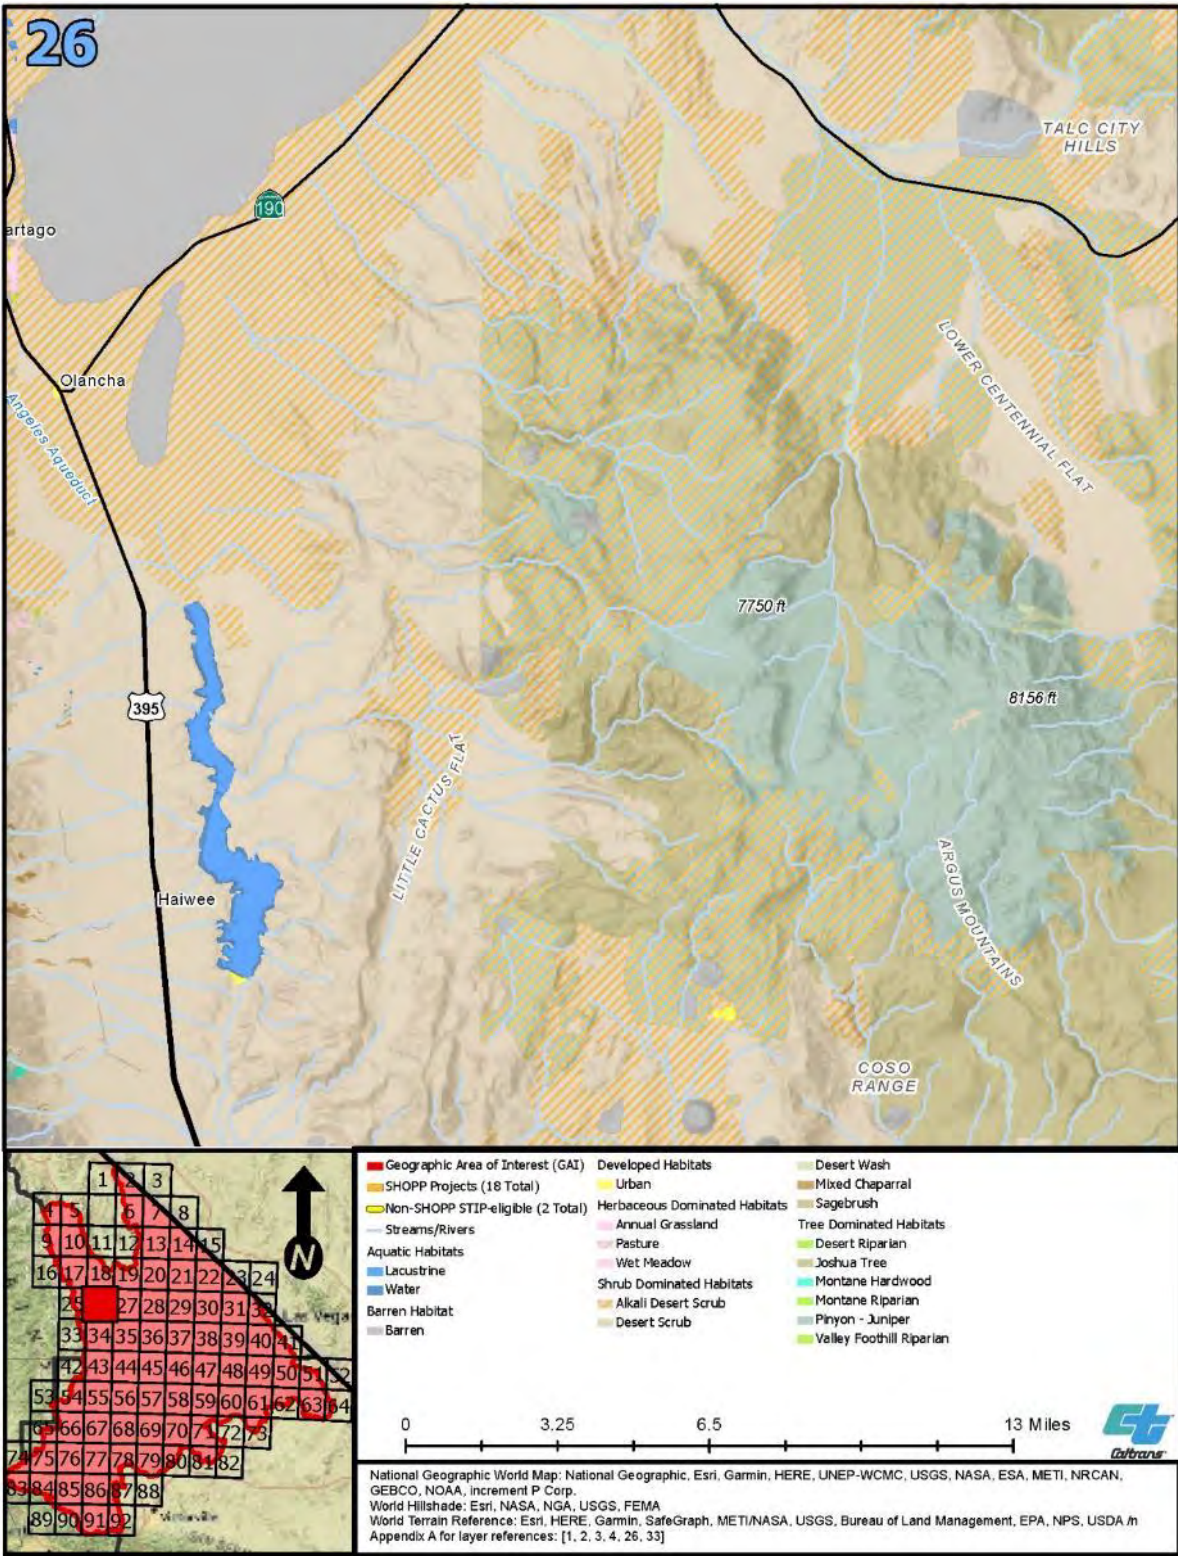 26
TALC CITY
HILLS
190
artago
LOWER CENTENNIAL FLAT
Olancha
Angeles Aqueduct
7750 ft
8156 ft
395
LITTLE CACTUS FLAT
ARGUS MOUNTAINS
Haiwee
COSO
RANGE
1 2 3
4 5 6 7 8
9 10 11 12 13 14 15
16 17 18 19 20 21 22 23 24
25 27 28 29 30 31 32
Las Vega
33 34 35 36 37 38 39 40 41
42 43 44 45 46 47 48 49 50 51 52
53 54 55 56 57 58 59 60 61 62 63 64
65 66 67 68 69 70 71 72 73
74 75 76 77 78 79 80 81 82
83 84 85 86 87 88
89 90 91 92
N
Geographic Area of Interest (GAI)
SHOPP Projects (18 Total)
Non-SHOPP STIP-eligible (2 Total)
Streams/Rivers
Aquatic Habitats
Lacustrine
Water
Barren Habitat
Barren
Developed Habitats
Urban
Herbaceous Dominated Habitats
Annual Grassland
Pasture
Wet Meadow
Shrub Dominated Habitats
Alkali Desert Scrub
Desert Scrub
Desert Wash
Mixed Chaparral
Sagebrush
Tree Dominated Habitats
Desert Riparian
Joshua Tree
Montane Hardwood
Montane Riparian
Pinyon - Juniper
Valley Foothill Riparian
0 3.25 6.5 13 Miles
ct
Caltrans
National Geographic World Map: National Geographic, Esri, Garmin, HERE, UNEP-WCMC, USGS, NASA, ESA, METI, NRCAN,
GEBCO, NOAA, increment P Corp.
World Hillshade: Esri, NASA, NGA, USGS, FEMA
World Terrain Reference: Esri, HERE, Garmin, SafeGraph, METI/NASA, USGS, Bureau of Land Management, EPA, NPS, USDA /n
Appendix A for layer references: [1, 2, 3, 4, 26, 33]